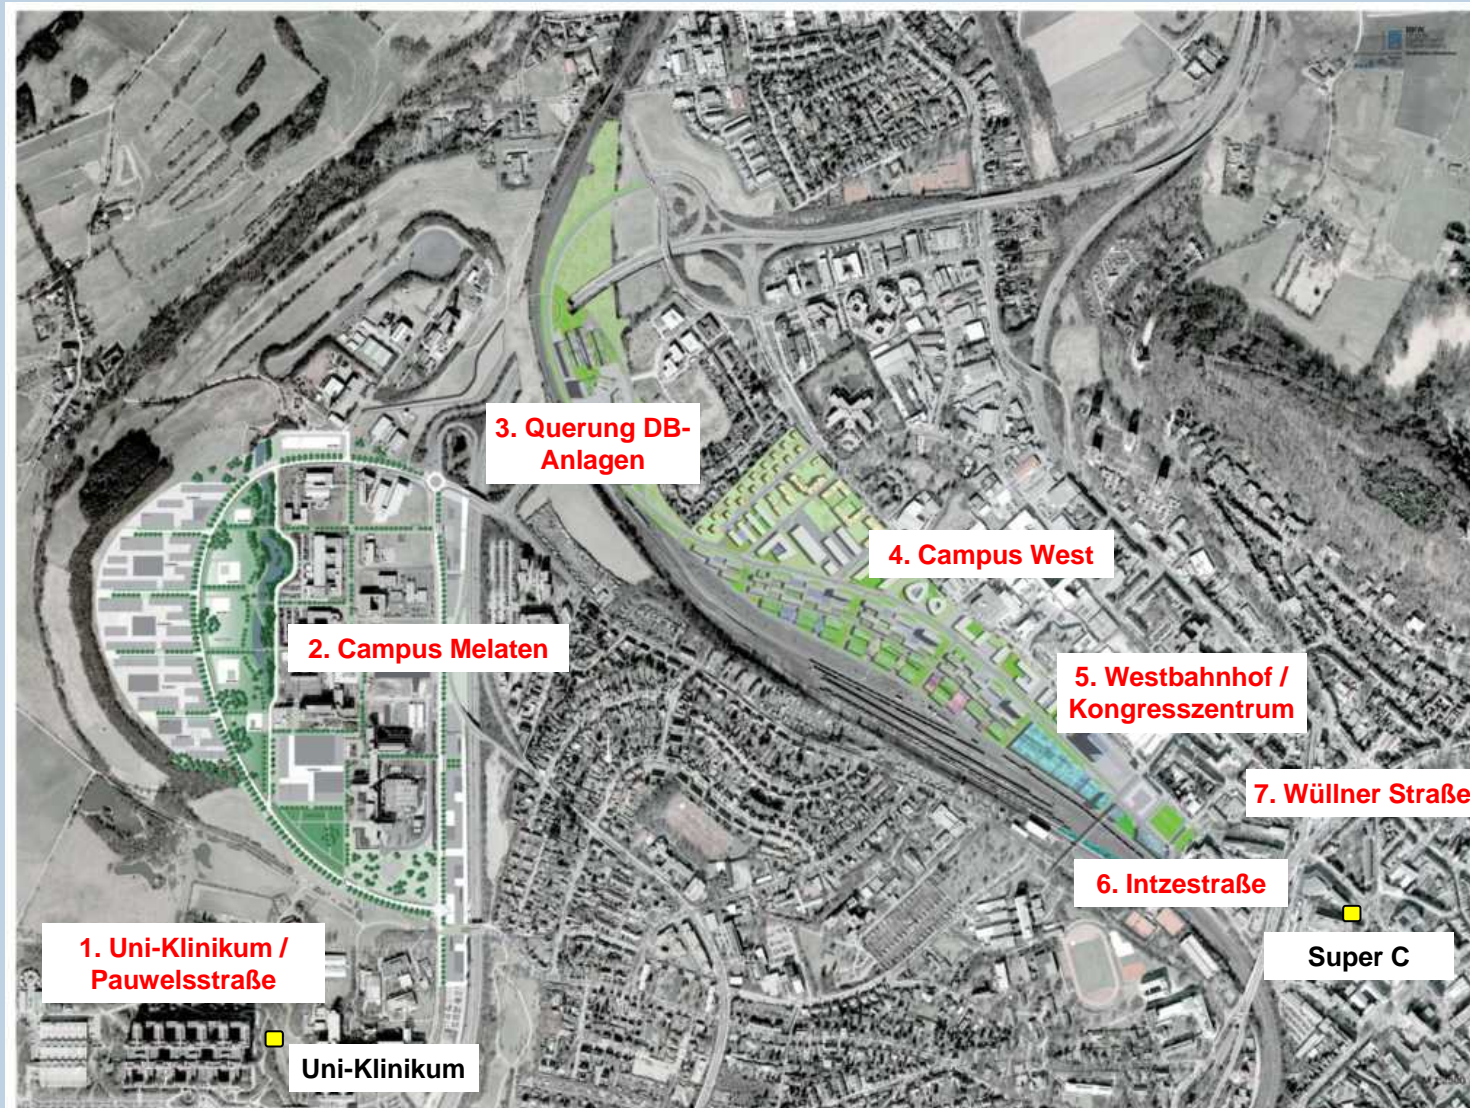 3. Querung DB-
Anlagen
4. Campus West
2. Campus Melaten
5. Westbahnhof /
Kongresszentrum
7. Wüllner Straße
6. Intzestraße
1. Uni-Klinikum /
Pauwelsstraße
Super C
Uni-Klinikum